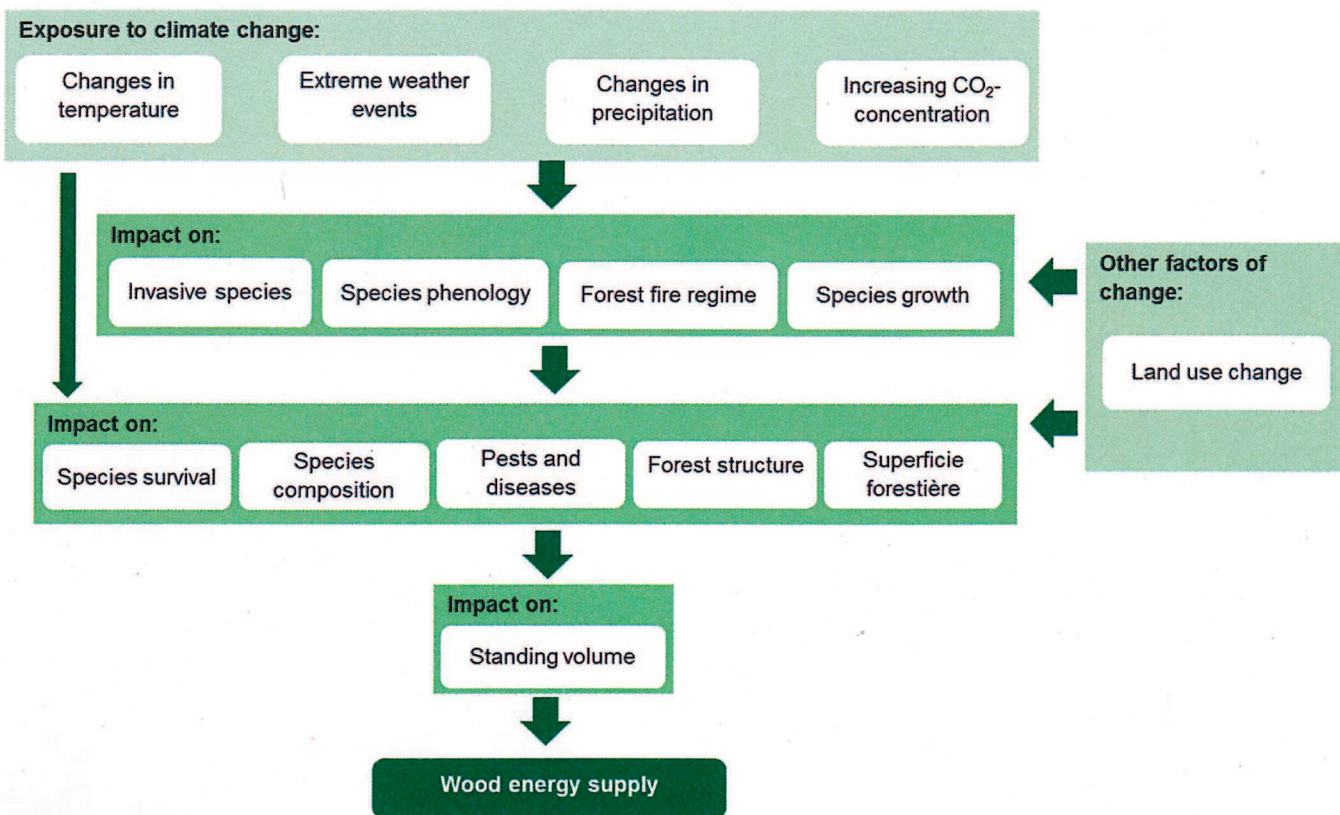 Exposure to climate change:
Changes in
temperature
Extreme weather
events
Changes in
precipitation
Increasing CO₂-
concentration
Impact on:
Invasive species
Species phenology
Forest fire regime
Species growth
Other factors of
change:
Land use change
Impact on:
Species survival
Species
composition
Pests and
diseases
Forest structure
Superficie
forestière
Impact on:
Standing volume
Wood energy supply